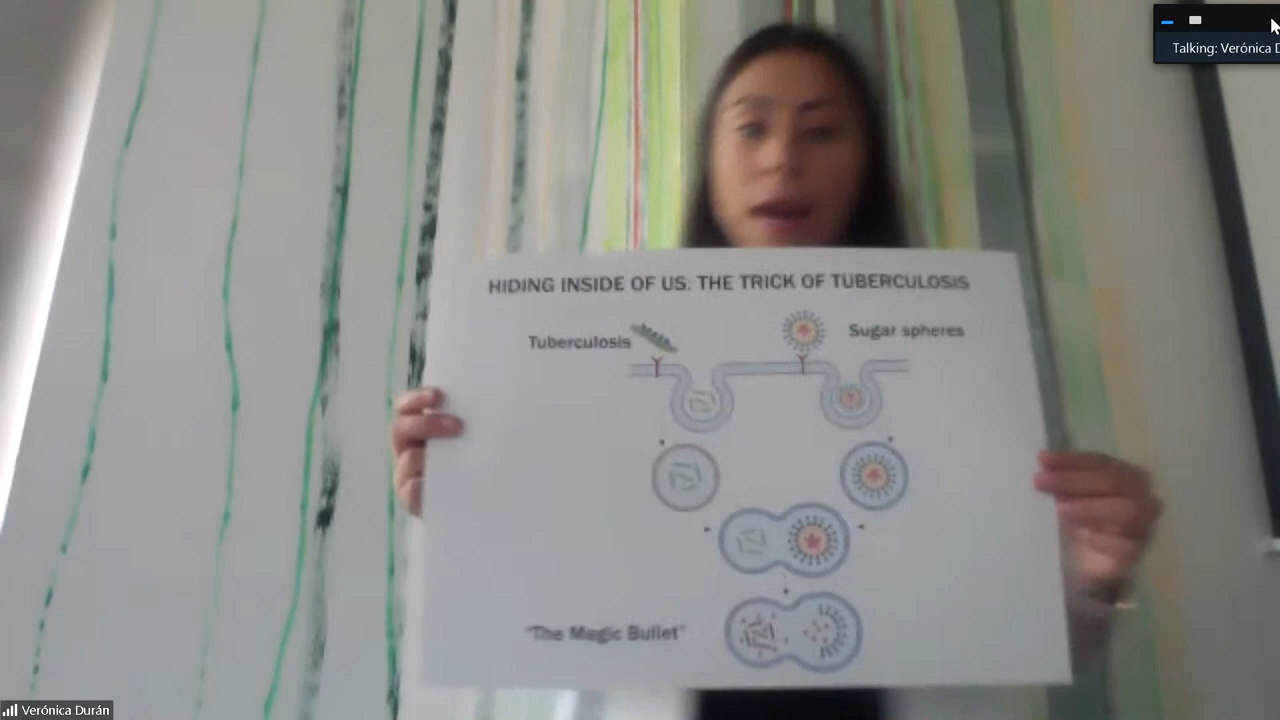 Talking: Verónica D
HIDING INSIDE OF US. THE TRICK OF TUBERCULOSIS
Tuberculosis
Sugar spheres
"The Magic Bullet"
Verónica Durán